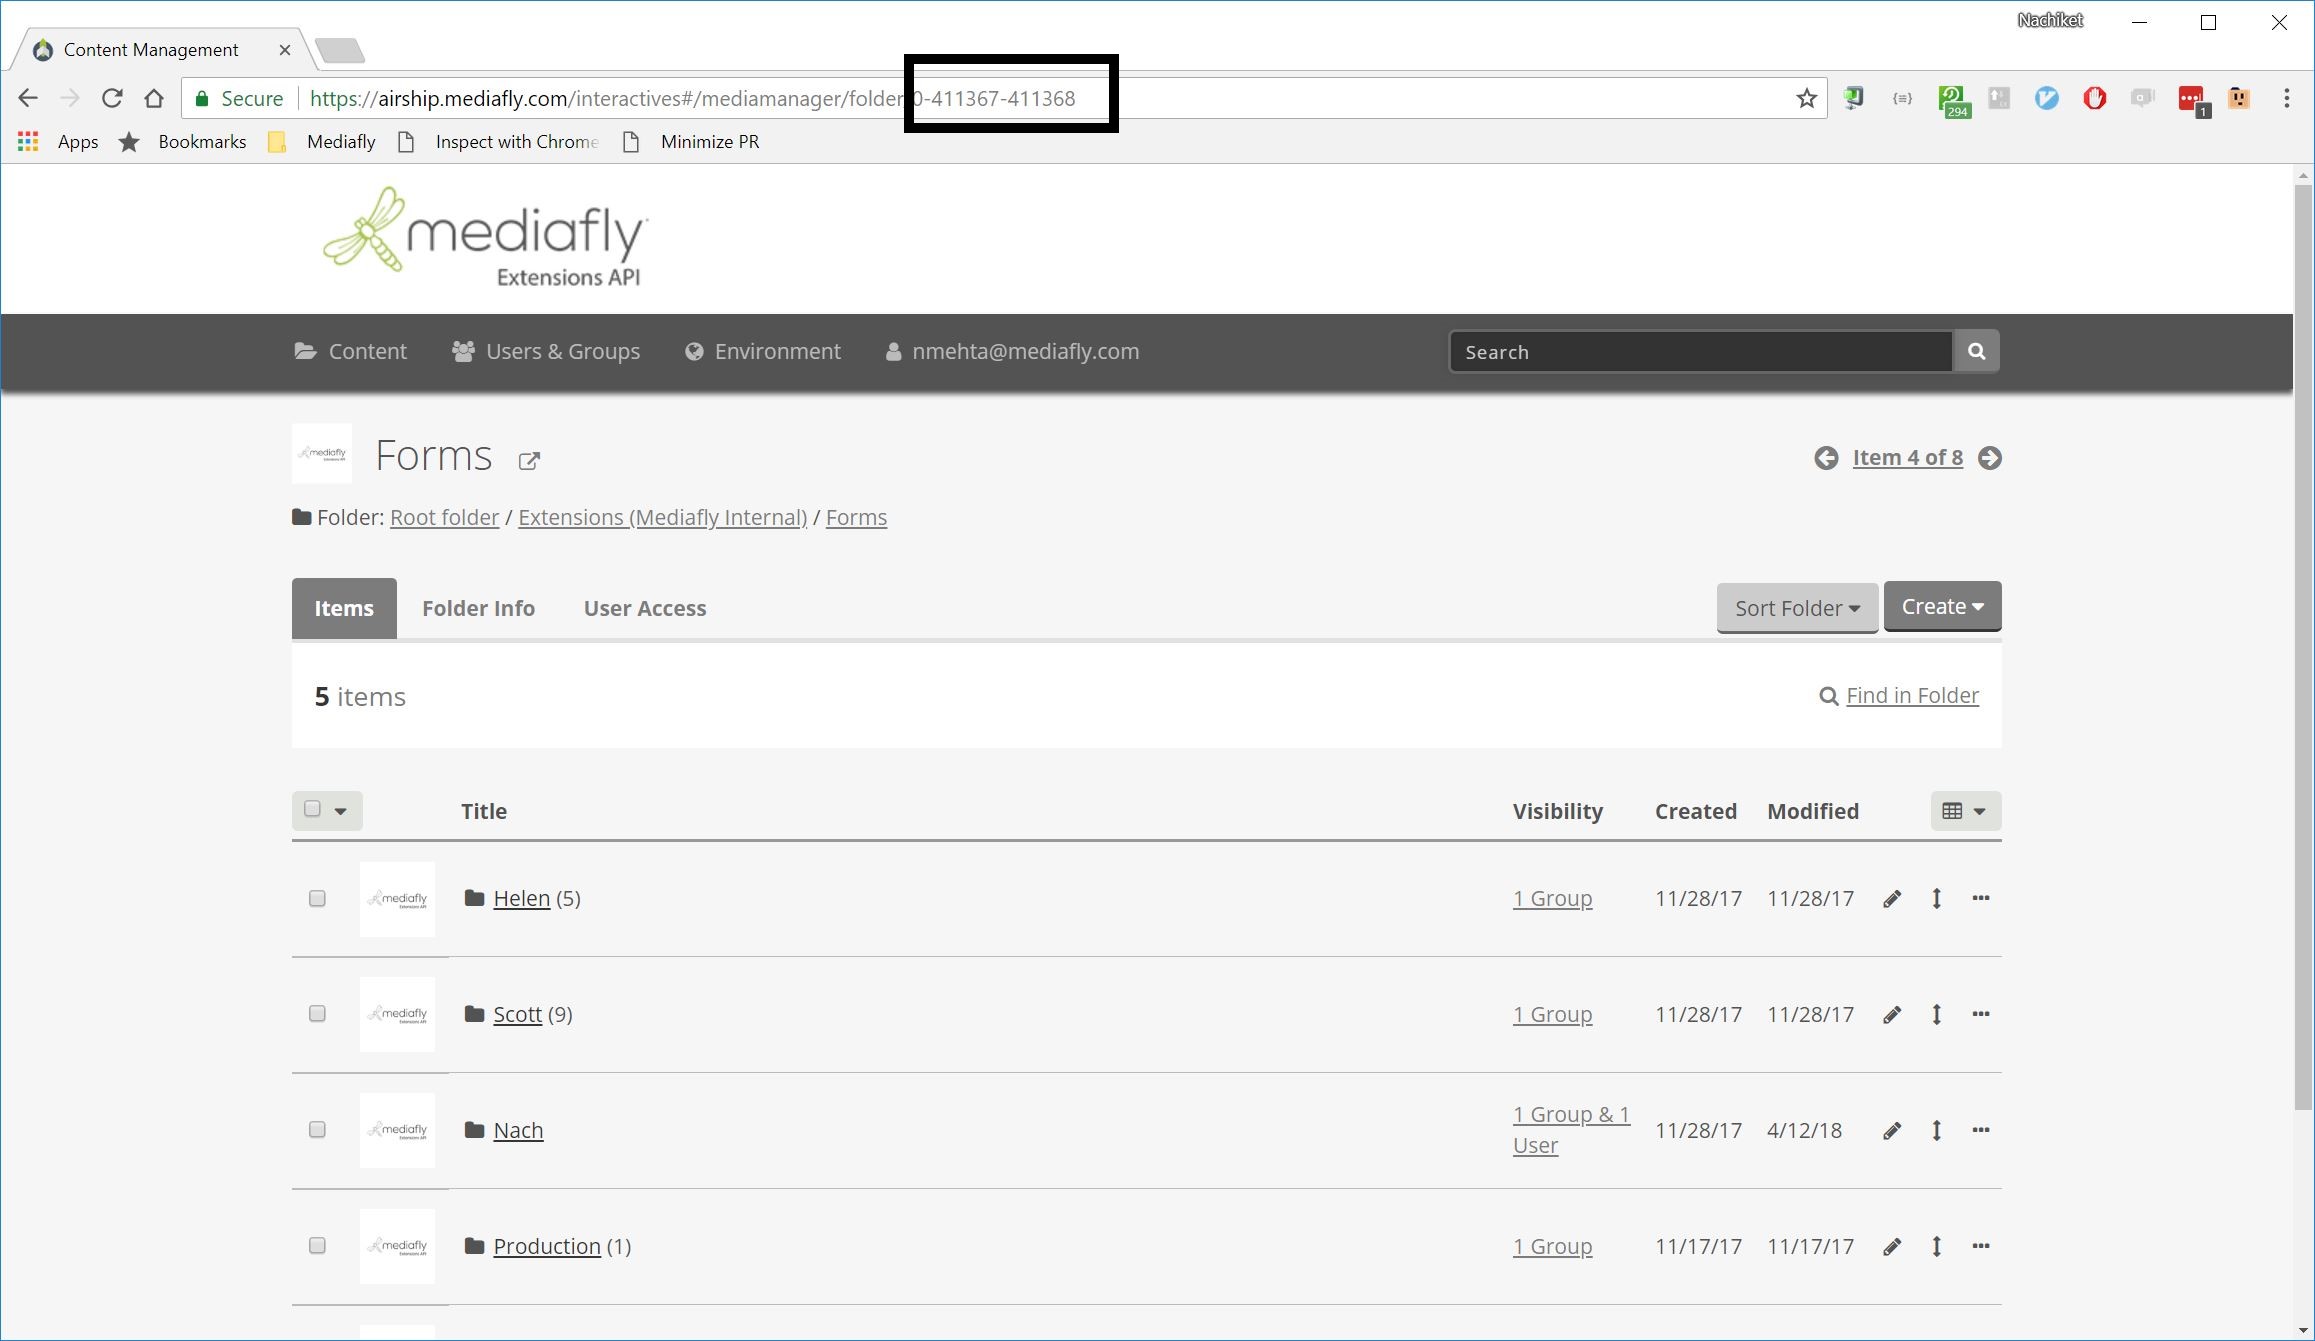 Nachiket
Content Management
Secure https://airship.mediafly.com/interactives#/mediamanager/folder/0-411367-411368
294
1
Apps Bookmarks Mediafly Inspect with Chrome Minimize PR
mediafly
Extensions API
Content Users & Groups Environment nmehta@mediafly.com Search
mediafly
Forms
Item 4 of 8
Folder: Root folder / Extensions (Mediafly Internal) / Forms
Items Folder Info User Access Sort Folder Create
5 items Find in Folder
Title Visibility Created Modified
mediafly Helen (5) 1 Group 11/28/17 11/28/17
mediafly Scott (9) 1 Group 11/28/17 11/28/17
mediafly Nach 1 Group & 1 User 11/28/17 4/12/18
mediafly Production (1) 1 Group 11/17/17 11/17/17